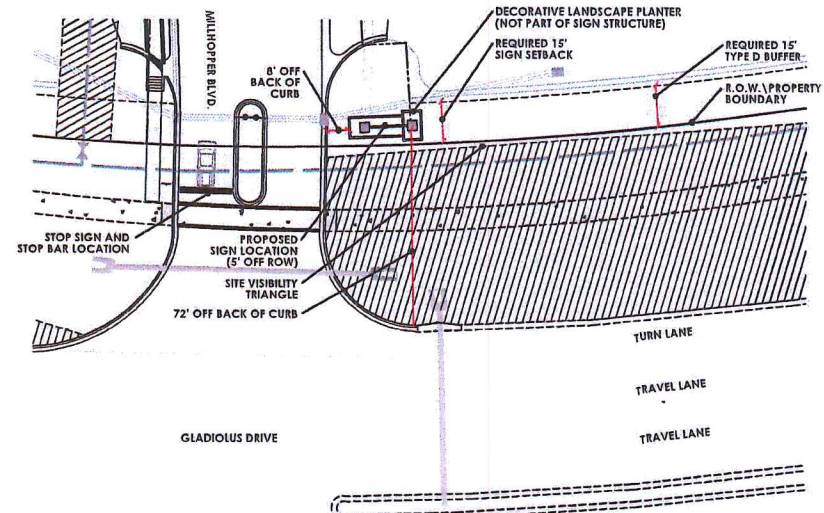 DECORATIVE LANDSCAPE PLANTER
(NOT PART OF SIGN STRUCTURE)
MILLHOPPER BLVD.
REQUIRED 15'
SIGN SETBACK
REQUIRED 15'
TYPE D BUFFER
8' OFF
BACK OF
CURB
R.O.W.\PROPERTY
BOUNDARY
STOP SIGN AND
STOP BAR LOCATION
PROPOSED
SIGN LOCATION
(5' OFF ROW)
SITE VISIBILITY
TRIANGLE
72' OFF BACK OF CURB
TURN LANE
TRAVEL LANE
TRAVEL LANE
GLADIOLUS DRIVE